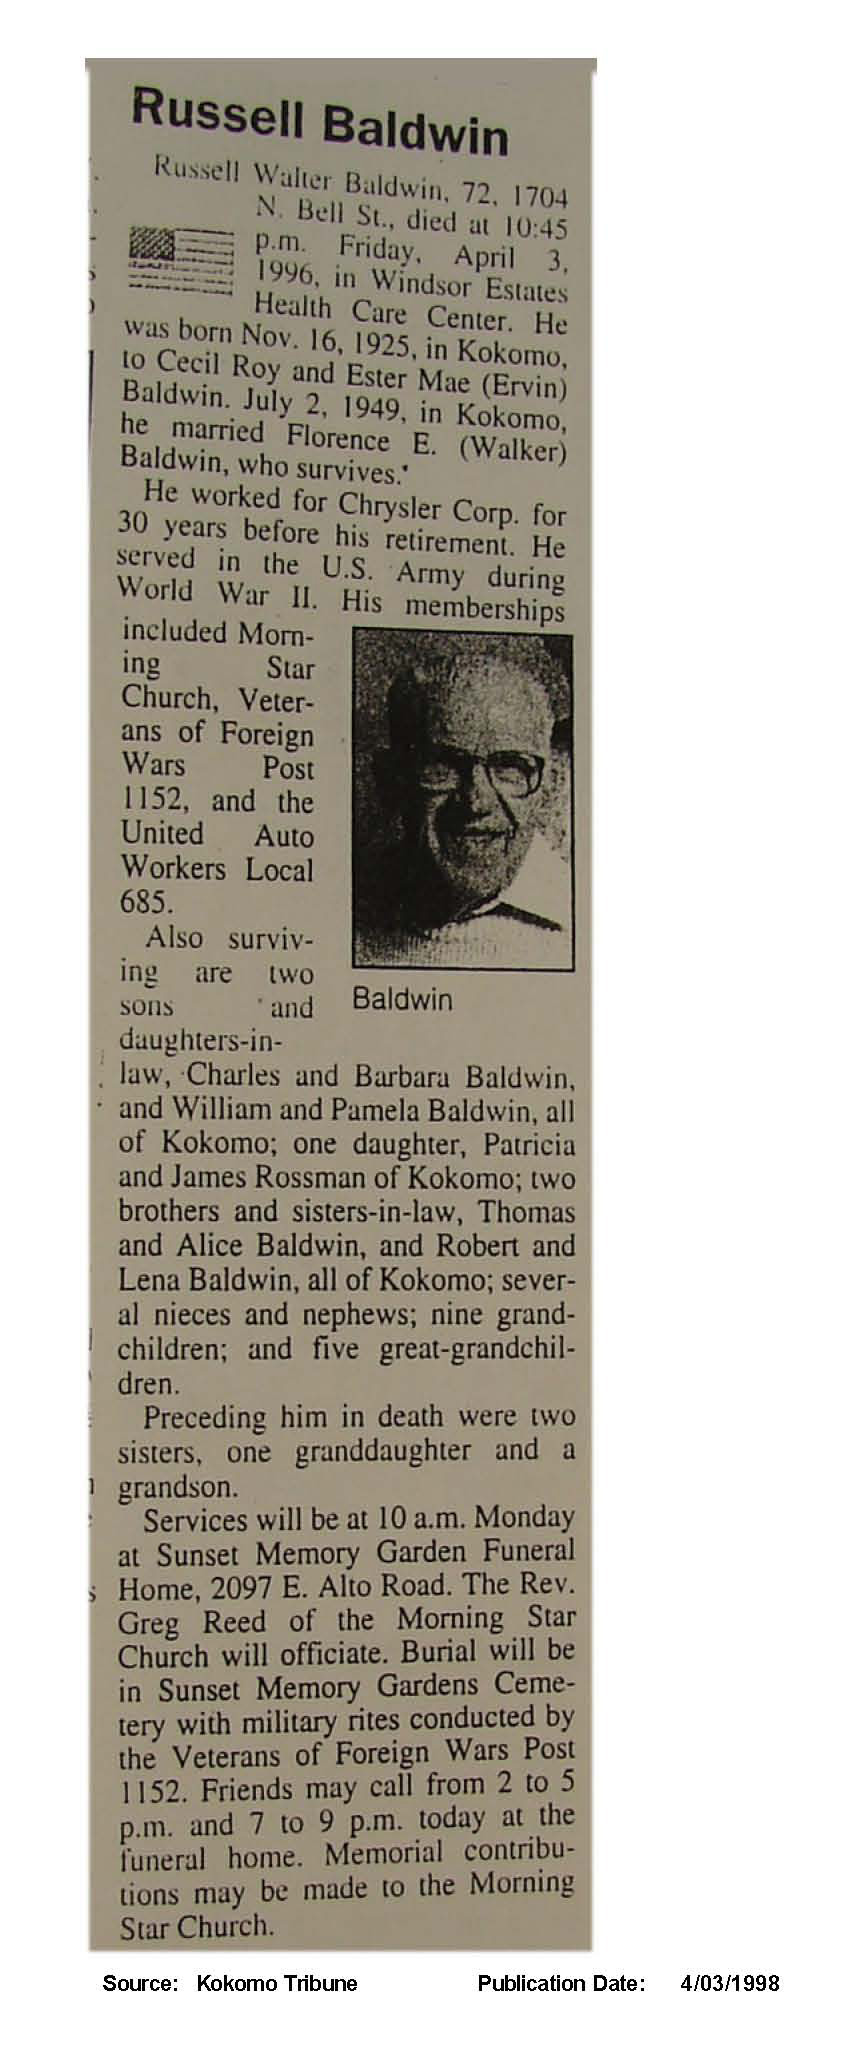 Russell Baldwin
Russell Walter Baldwin, 72, 1704
N. Bell St., died at 10:45
p.m. Friday, April 3,
1996, in Windsor Estates
Health Care Center. He
was born Nov. 16, 1925, in Kokomo,
to Cecil Roy and Ester Mae (Ervin)
Baldwin. July 2, 1949, in Kokomo,
he married Florence E. (Walker)
Baldwin, who survives.
He worked for Chrysler Corp. for
30 years before his retirement. He
served in the U.S. Army during
World War II. His memberships
included Morn-
ing Star
Church, Veter-
ans of Foreign
Wars Post
1152, and the
United Auto
Workers Local
685.
Also surviv-
ing are two
sons and
daughters-in-
Baldwin
law, Charles and Barbara Baldwin,
and William and Pamela Baldwin, all
of Kokomo; one daughter, Patricia
and James Rossman of Kokomo; two
brothers and sisters-in-law, Thomas
and Alice Baldwin, and Robert and
Lena Baldwin, all of Kokomo; sever-
al nieces and nephews; nine grand-
children; and five great-grandchil-
dren.
Preceding him in death were two
sisters, one granddaughter and a
grandson.
Services will be at 10 a.m. Monday
at Sunset Memory Garden Funeral
Home, 2097 E. Alto Road. The Rev.
Greg Reed of the Morning Star
Church will officiate. Burial will be
in Sunset Memory Gardens Ceme-
tery with military rites conducted by
the Veterans of Foreign Wars Post
1152. Friends may call from 2 to 5
p.m. and 7 to 9 p.m. today at the
funeral home. Memorial contribu-
tions may be made to the Morning
Star Church.
Source: Kokomo Tribune Publication Date: 4/03/1998